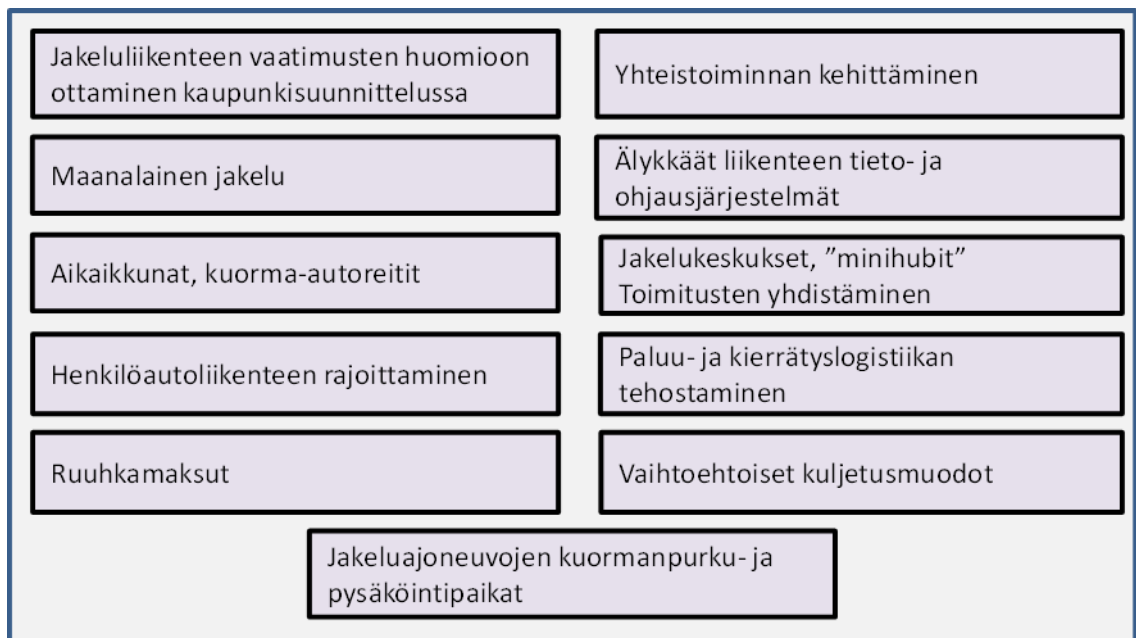 Jakeluliikenteen vaatimusten huomioon
ottaminen kaupunkisuunnittelussa
Yhteistoiminnan kehittäminen
Maanalainen jakelu
Älykkäät liikenteen tieto- ja
ohjausjärjestelmät
Aikaikkunat, kuorma-autoreitit
Jakelukeskukset, ”minihubit”
Toimitusten yhdistäminen
Henkilöautoliikenteen rajoittaminen
Paluu- ja kierrätyslogistiikan
tehostaminen
Ruuhkamaksut
Vaihtoehtoiset kuljetusmuodot
Jakeluajoneuvojen kuormanpurku- ja
pysäköintipaikat